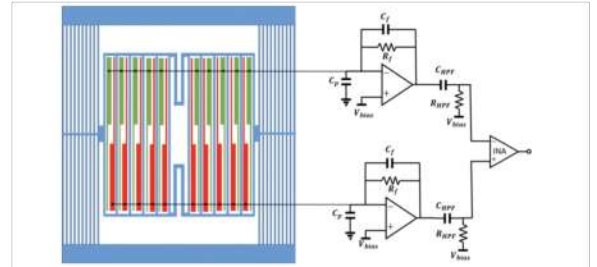 C_f
R_f
C_P
V_bias
C_HPF
R_HPF
V_bias
INA
C_f
R_f
C_P
V_bias
C_HPF
R_HPF
V_bias